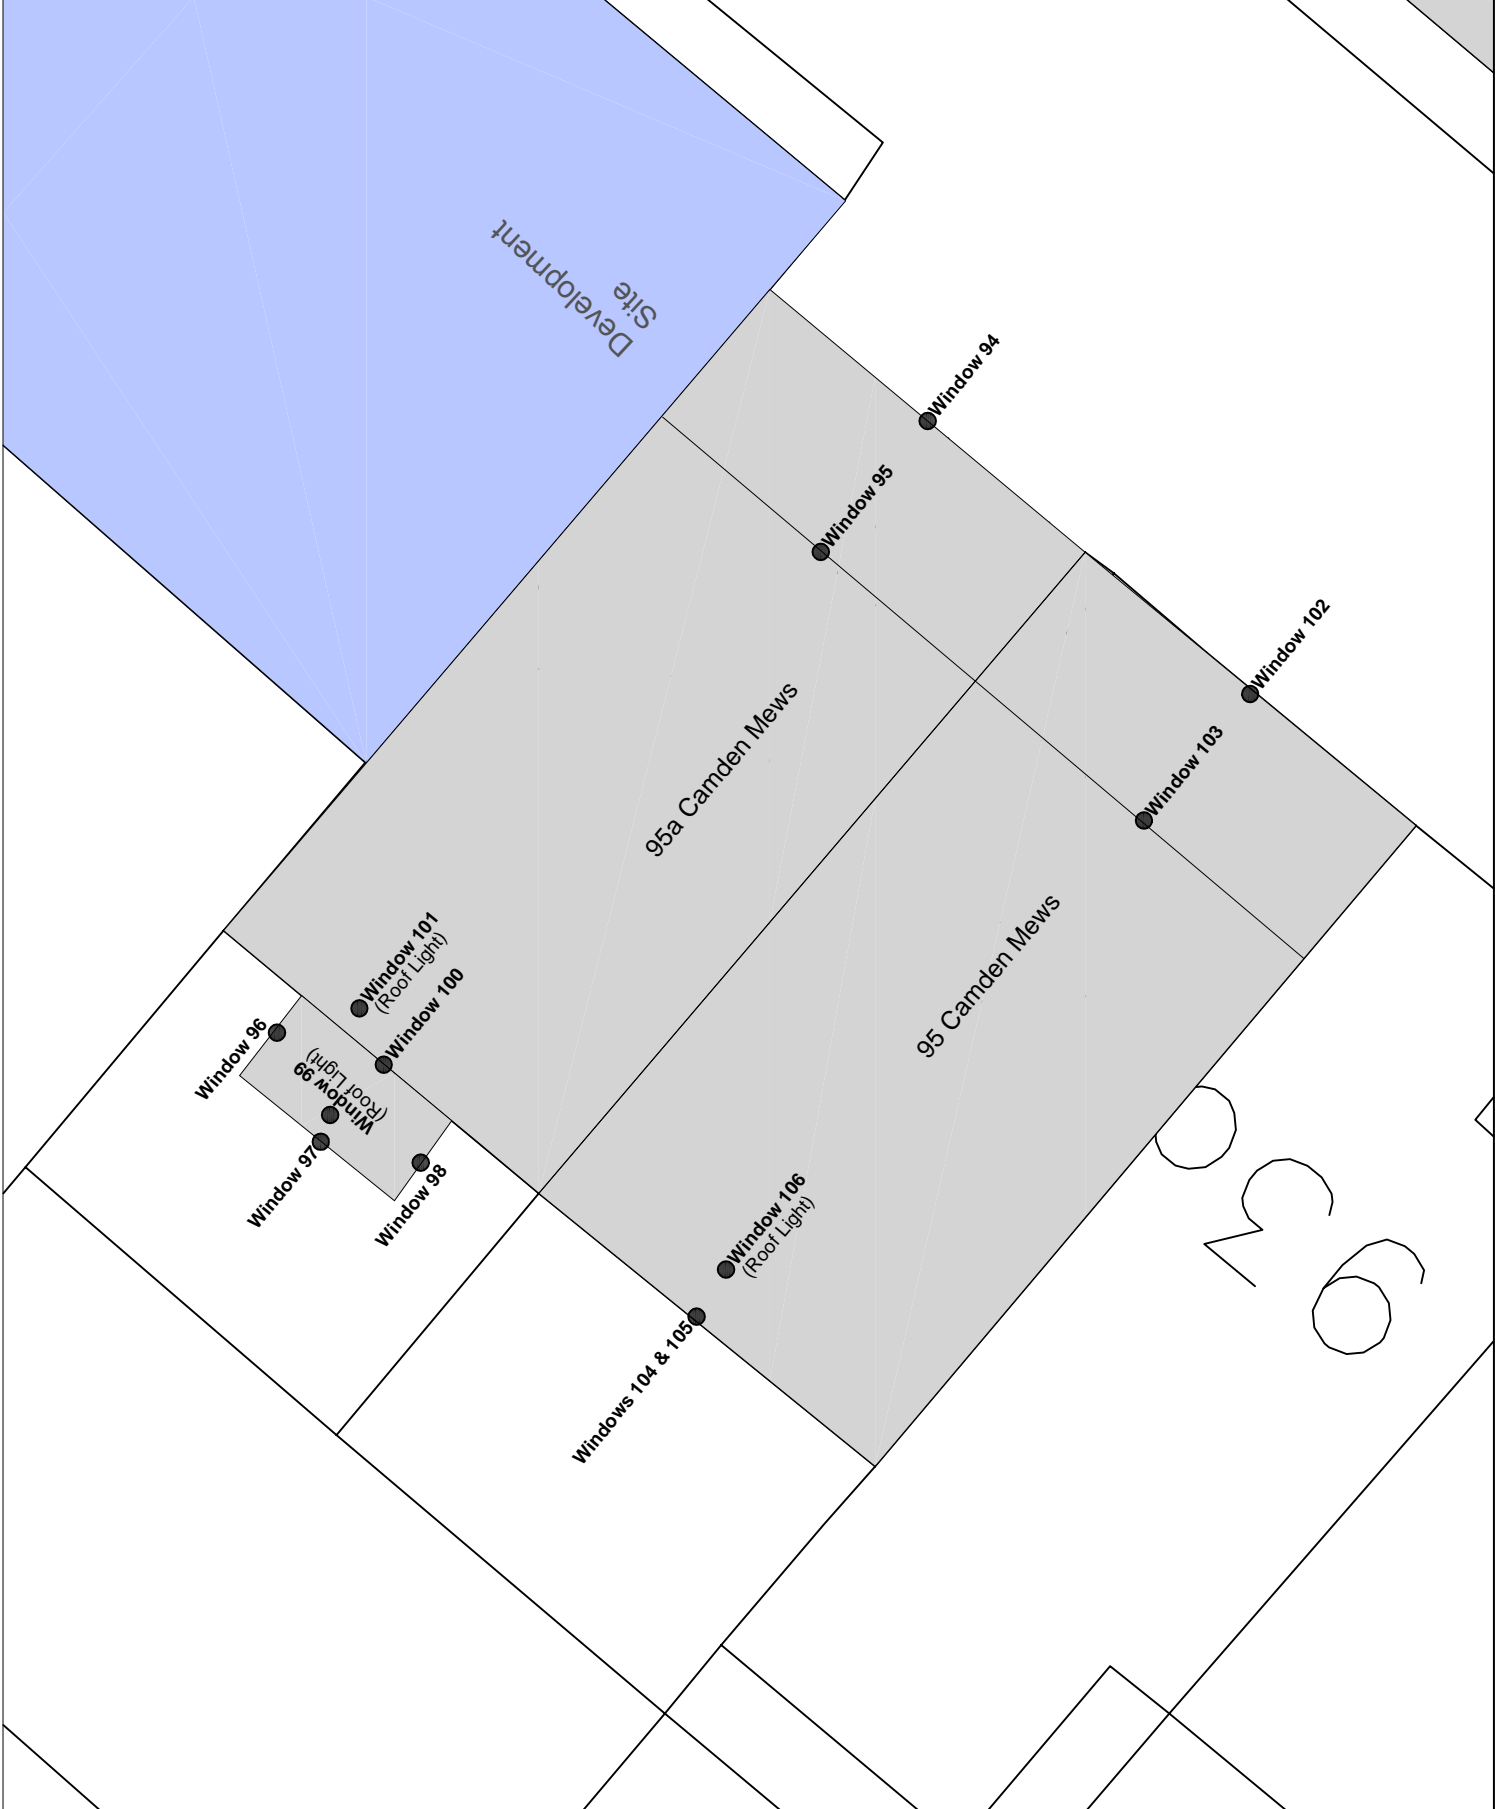 Development
Site
Window 94
Window 95
Window 102
95a Camden Mews
Window 103
95 Camden Mews
Window 101
(Roof Light)
Window 100
Window 96
Window 99
(Roof Light)
Window 97
Window 98
Window 106
(Roof Light)
Windows 104 & 105